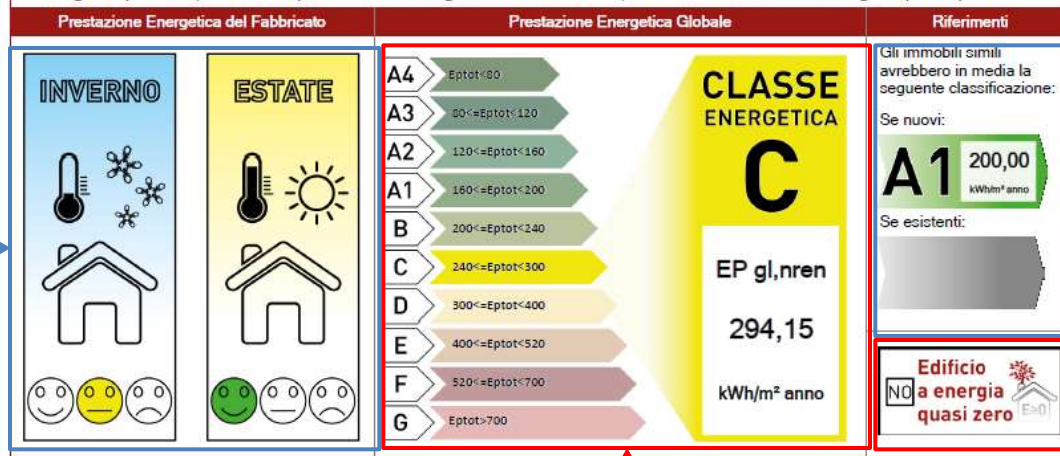 Prestazione Energetica del Fabbricato
Prestazione Energetica Globale
Riferimenti
INVERNO
ESTATE
A4 Eptot<80
A3 80<=Eptot<120
A2 120<=Eptot<160
A1 160<=Eptot<200
B 200<=Eptot<240
C 240<=Eptot<300
D 300<=Eptot<400
E 400<=Eptot<520
F 520<=Eptot<700
G Eptot>700
CLASSE
ENERGETICA
C
EP gl,nren
294,15
kWh/m² anno
Gli immobili simili
avrebbero in media la
seguente classificazione:
Se nuovi:
A1 200,00
kWh/m² anno
Se esistenti:
Edificio
NO a energia
quasi zero
E≥0